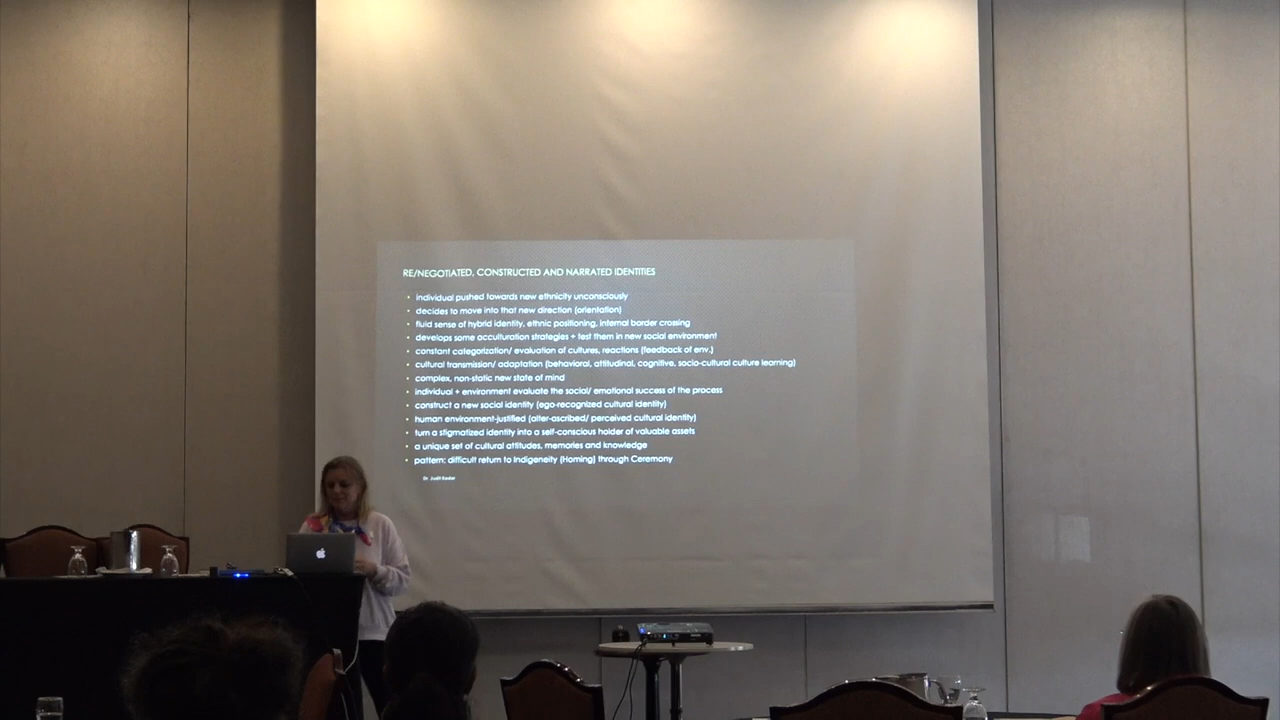 RE/NEGOTIATED, CONSTRUCTED AND NARRATED IDENTITIES
• individual pushed towards new ethnicity unconsciously
• decides to move into that new direction (orientation)
• fluid sense of hybrid identity, ethnic positioning, internal border crossing
• develops some acculturation strategies + test them in new social environment
• constant categorization/ evaluation of cultures, reactions (feedback of env.)
• cultural transmission/ adaptation (behavioral, attitudinal, cognitive, socio-cultural culture learning)
• complex, non-static new state of mind
• individual + environment evaluate the social/ emotional success of the process
• construct a new social identity (ego-recognized cultural identity)
• human environment-justified (alter-ascribed/ perceived cultural identity)
• turn a stigmatized identity into a self-conscious holder of valuable assets
• a unique set of cultural attitudes, memories and knowledge
• pattern: difficult return to Indigeneity (Homing) through Ceremony
Dr. Judit